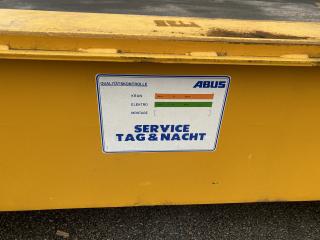 QUALITÄTSKONTROLLE ABUS
KRAN
ELEKTRO
MONTAGE
SERVICE
TAG & NACHT